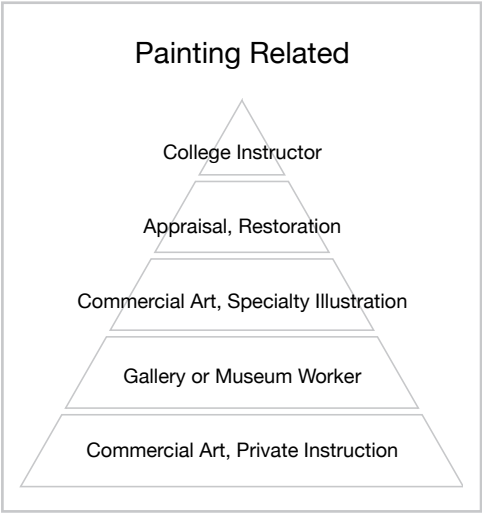 Painting Related
College Instructor
Appraisal, Restoration
Commercial Art, Specialty Illustration
Gallery or Museum Worker
Commercial Art, Private Instruction